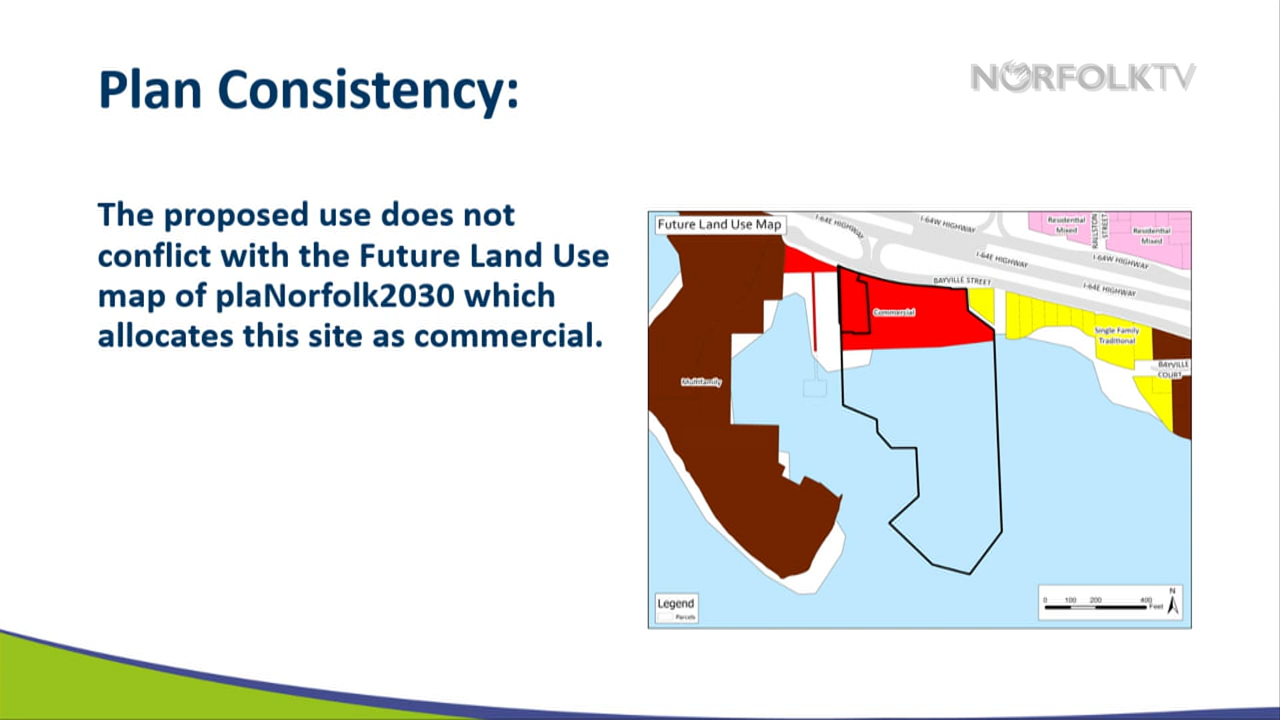 Plan Consistency:
NORFOLKTV
The proposed use does not
conflict with the Future Land Use
map of plaNorfolk2030 which
allocates this site as commercial.
Future Land Use Map
I-64E HIGHWAY
I-64W HIGHWAY
Residential
Mixed
RALLSTON
STREET
Residential
Mixed
I-64E HIGHWAY
I-64W HIGHWAY
BAYVILLE STREET
I-64E HIGHWAY
Commercial
Single Family
Traditional
BAYVILLE
COURT
Multifamily
Legend
Parcels
N
0 100 200 400
Feet